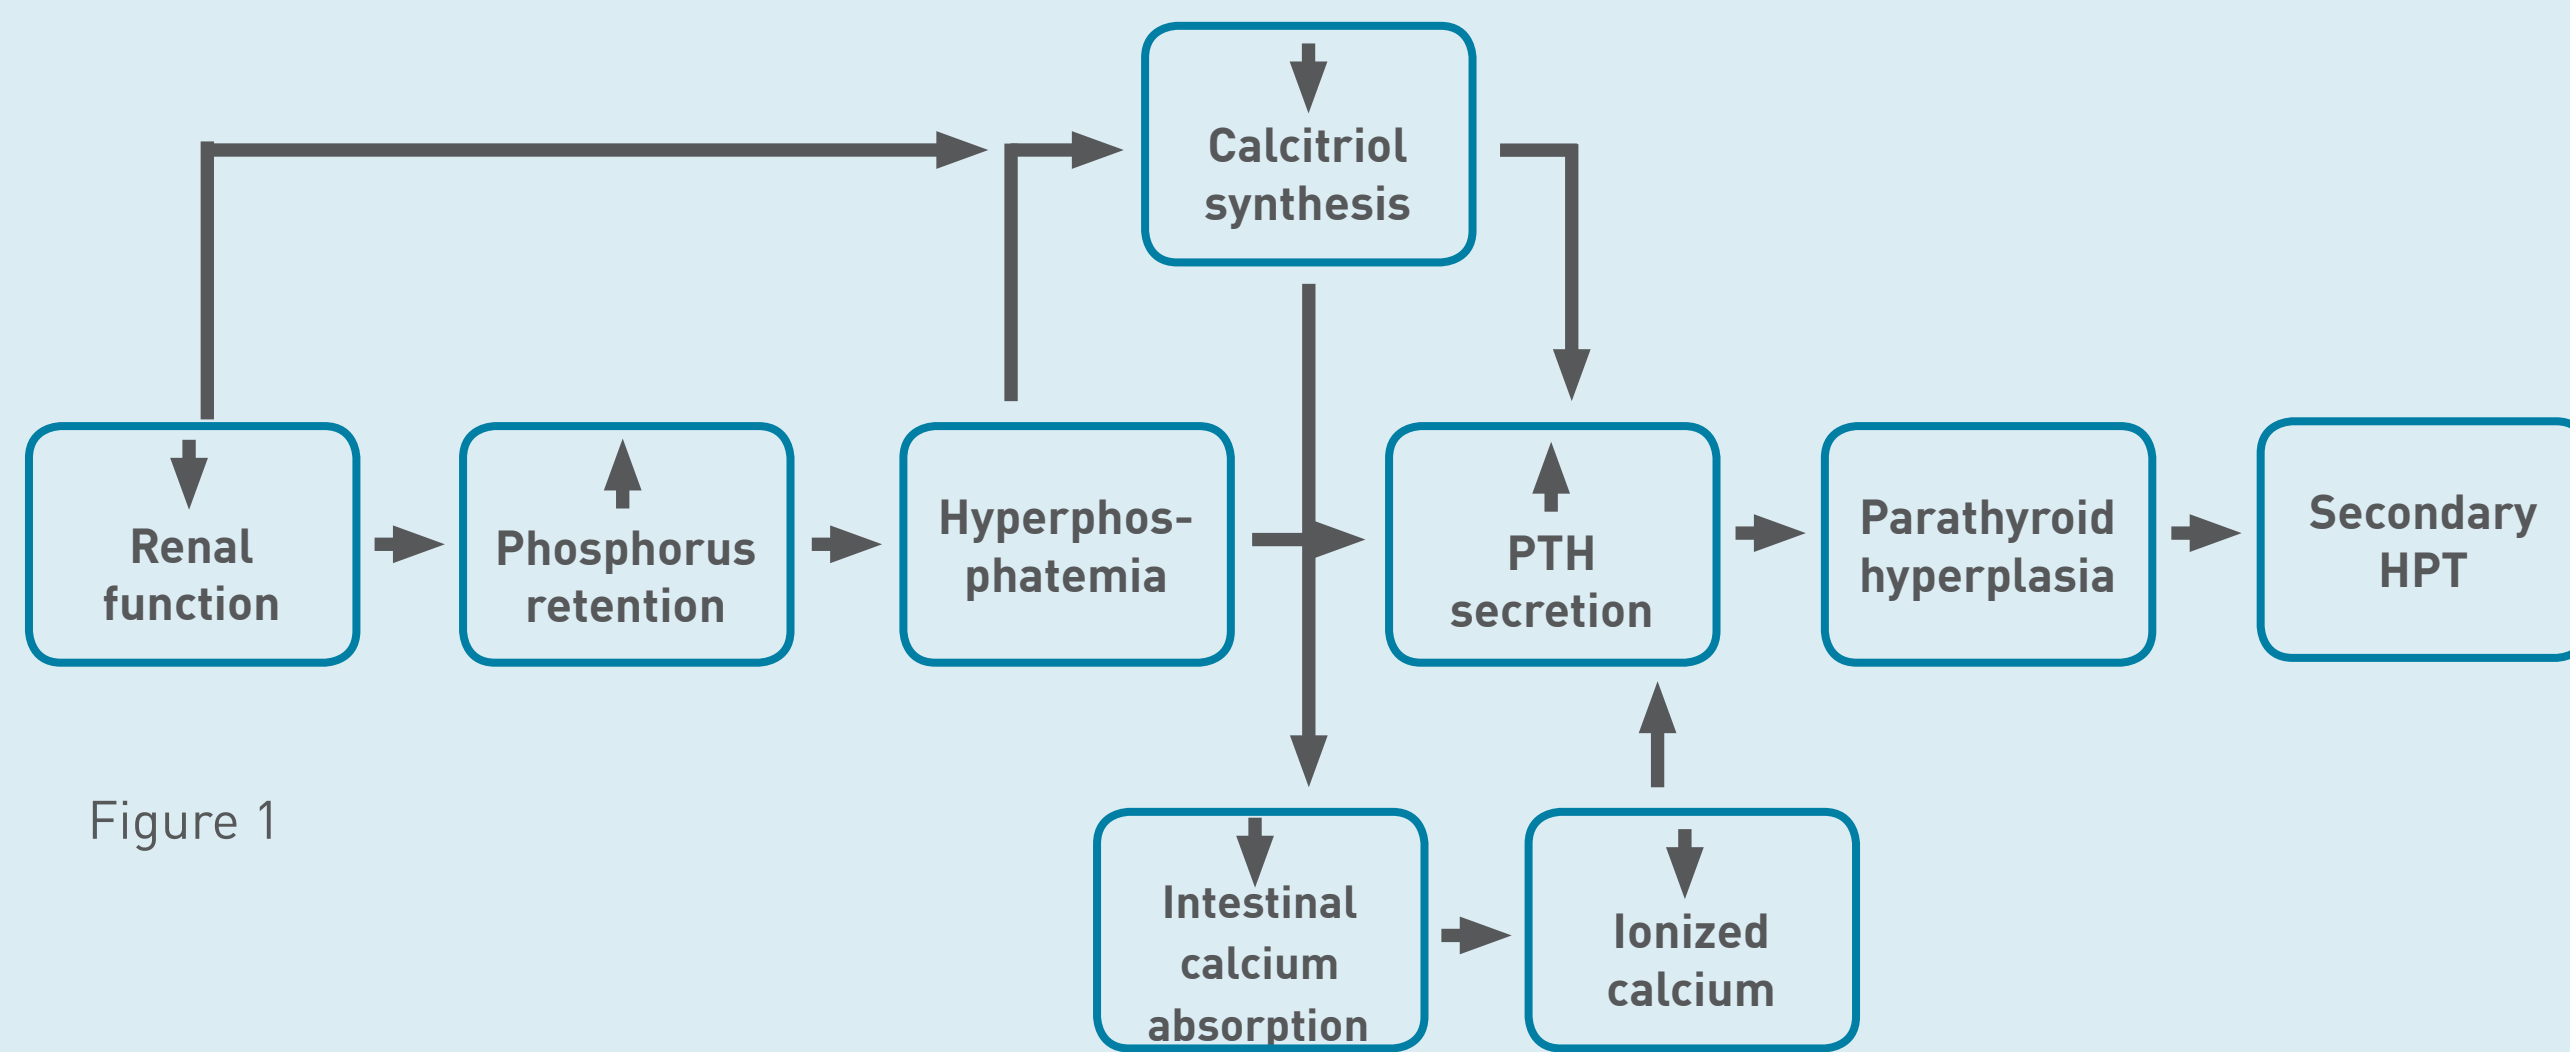 Calcitriol
synthesis
Renal
function
Phosphorus
retention
Hyperphos-
phatemia
PTH
secretion
Parathyroid
hyperplasia
Secondary
HPT
Figure 1
Intestinal
calcium
absorption
Ionized
calcium